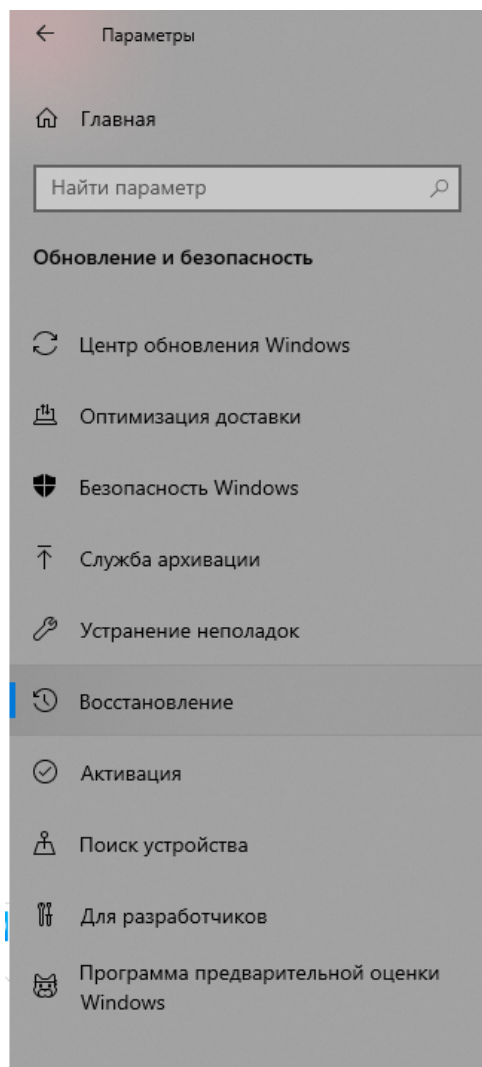 Параметры
Главная
Найти параметр
Обновление и безопасность
Центр обновления Windows
Оптимизация доставки
Безопасность Windows
Служба архивации
Устранение неполадок
Восстановление
Активация
Поиск устройства
Для разработчиков
Программа предварительной оценки
Windows